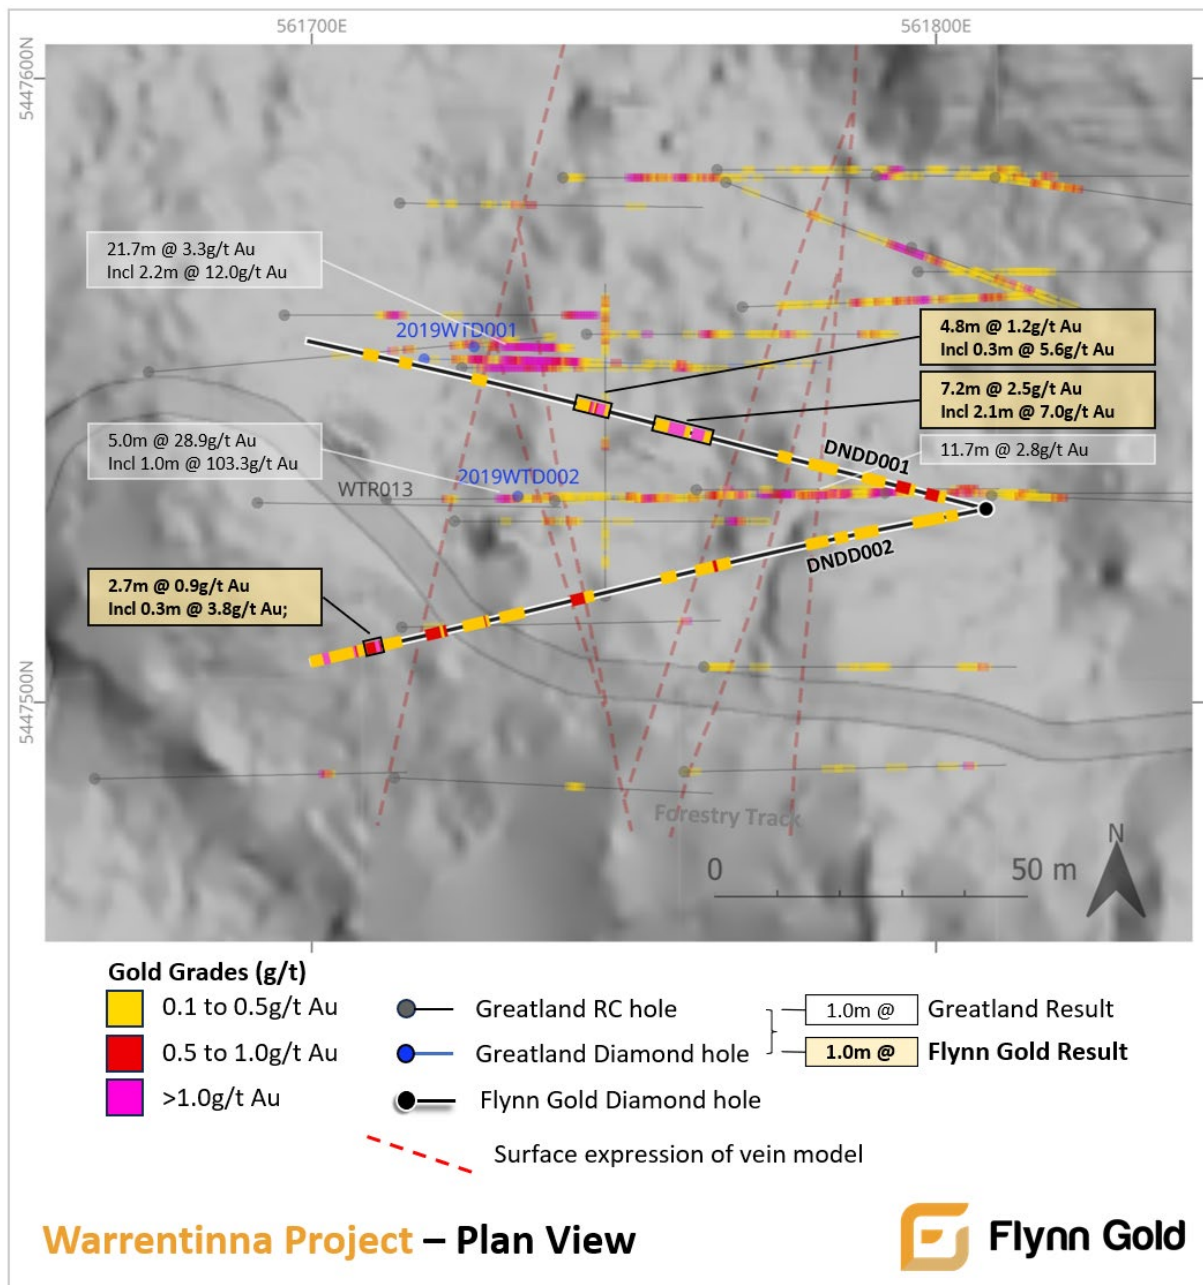 561700E
561800E
5447600N
21.7m @ 3.3g/t Au
Incl 2.2m @ 12.0g/t Au
2019WTD001
4.8m @ 1.2g/t Au
Incl 0.3m @ 5.6g/t Au
7.2m @ 2.5g/t Au
Incl 2.1m @ 7.0g/t Au
5.0m @ 28.9g/t Au
Incl 1.0m @ 103.3g/t Au
DNDD001
11.7m @ 2.8g/t Au
2019WTD002
WTR013
DNDD002
2.7m @ 0.9g/t Au
Incl 0.3m @ 3.8g/t Au;
5447500N
Forestry Track
N
0
50 m
Gold Grades (g/t)
0.1 to 0.5g/t Au
0.5 to 1.0g/t Au
>1.0g/t Au
Greatland RC hole
Greatland Diamond hole
Flynn Gold Diamond hole
1.0m @
Greatland Result
1.0m @
Flynn Gold Result
Surface expression of vein model
Warrentinna Project – Plan View
Flynn Gold